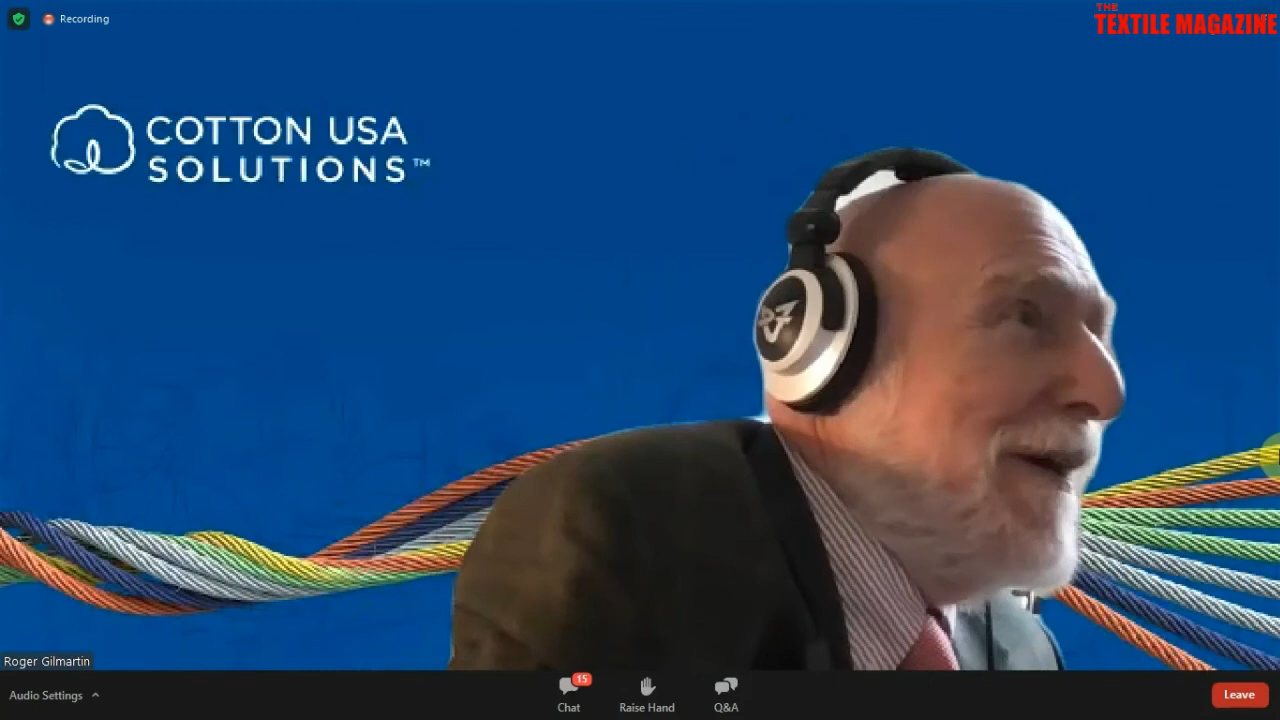 Recording
THE
TEXTILE MAGAZINE
COTTON USA
SOLUTIONS™
Roger Gilmartin
Audio Settings
15
Chat
Raise Hand
Q&A
Leave